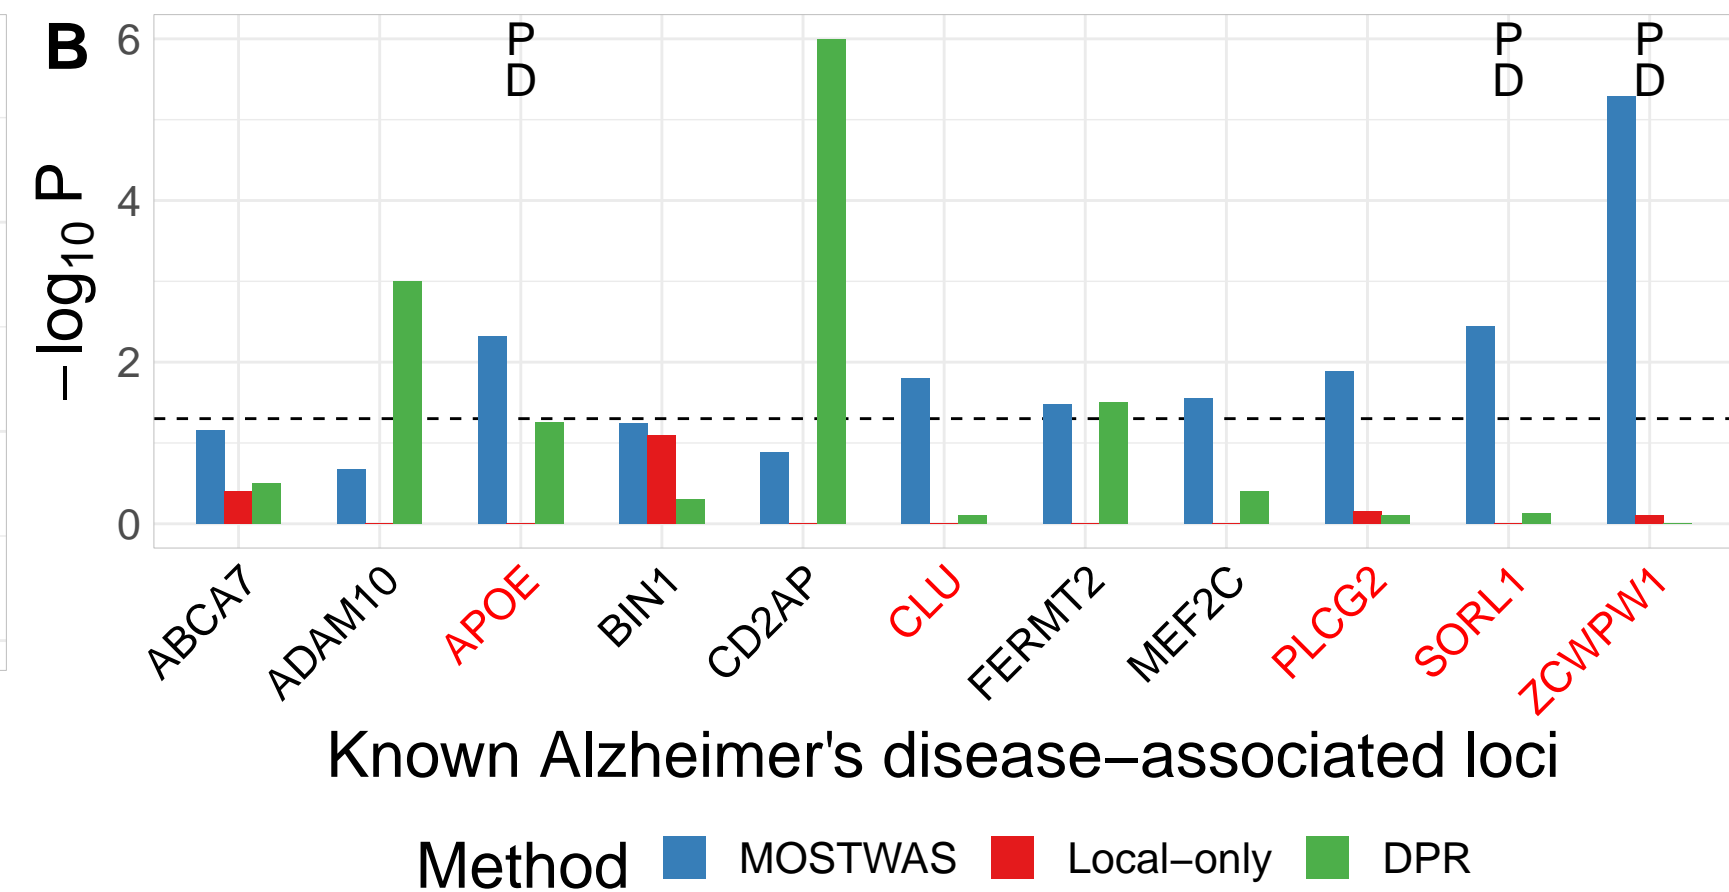 B
−log10 P
6
4
2
0
P
D
P
D
P
D
ABCA7
ADAM10
APOE
BIN1
CD2AP
CLU
FERMT2
MEF2C
PLCG2
SORL1
ZCWPW1
Known Alzheimer's disease−associated loci
Method MOSTWAS Local−only DPR